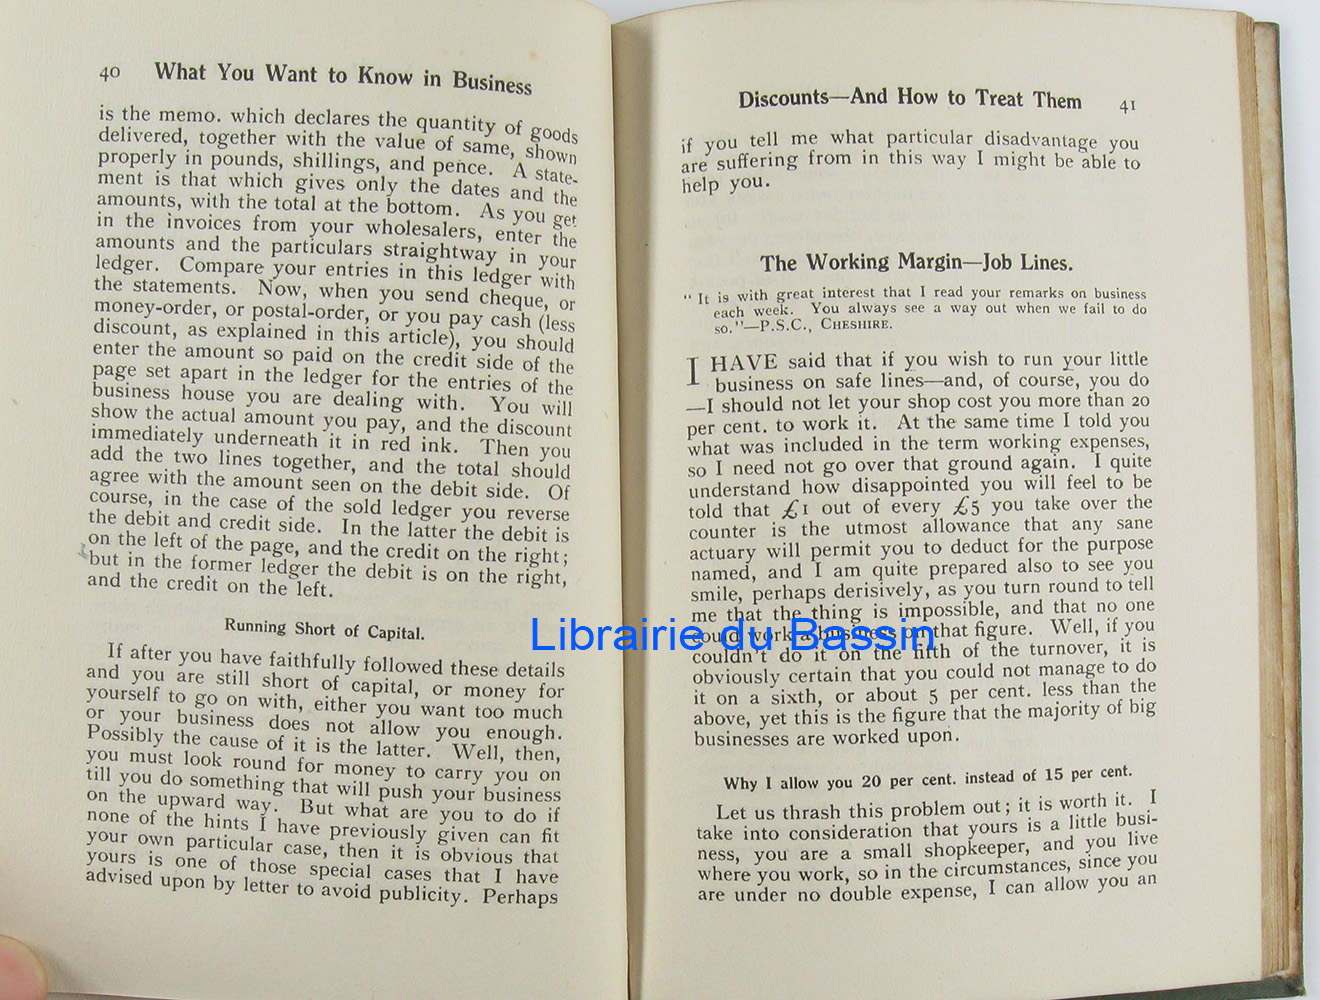 40 What You Want to Know in Business
is the memo. which declares the quantity of goods
delivered, together with the value of same, shown
properly in pounds, shillings, and pence. A state-
ment is that which gives only the dates and the
amounts, with the total at the bottom. As you get
in the invoices from your wholesalers, enter the
amounts and the particulars straightway in your
ledger. Compare your entries in this ledger with
the statements. Now, when you send cheque, or
money-order, or postal-order, or you pay cash (less
discount, as explained in this article), you should
enter the amount so paid on the credit side of the
page set apart in the ledger for the entries of the
business house you are dealing with. You will
show the actual amount you pay, and the discount
immediately underneath it in red ink. Then you
add the two lines together, and the total should
agree with the amount seen on the debit side. Of
course, in the case of the sold ledger you reverse
the debit and credit side. In the latter the debit is
on the left of the page, and the credit on the right;
but in the former ledger the debit is on the right,
and the credit on the left.
Running Short of Capital.
If after you have faithfully followed these details
and you are still short of capital, or money for
yourself to go on with, either you want too much
or your business does not allow you enough.
Possibly the cause of it is the latter. Well, then,
you must look round for money to carry you on
till you do something that will push your business
on the upward way. But what are you to do if
none of the hints I have previously given can fit
your own particular case, then it is obvious that
yours is one of those special cases that I have
advised upon by letter to avoid publicity. Perhaps
Discounts—And How to Treat Them 41
if you tell me what particular disadvantage you
are suffering from in this way I might be able to
help you.
The Working Margin—Job Lines.
"It is with great interest that I read your remarks on business
each week. You always see a way out when we fail to do
so."—P.S.C., CHESHIRE.
I HAVE said that if you wish to run your little
business on safe lines—and, of course, you do
—I should not let your shop cost you more than 20
per cent. to work it. At the same time I told you
what was included in the term working expenses,
so I need not go over that ground again. I quite
understand how disappointed you will feel to be
told that £1 out of every £5 you take over the
counter is the utmost allowance that any sane
actuary will permit you to deduct for the purpose
named, and I am quite prepared also to see you
smile, perhaps derisively, as you turn round to tell
me that the thing is impossible, and that no one
could work a business on that figure. Well, if you
couldn't do it on the fifth of the turnover, it is
obviously certain that you could not manage to do
it on a sixth, or about 5 per cent. less than the
above, yet this is the figure that the majority of big
businesses are worked upon.
Why I allow you 20 per cent. instead of 15 per cent.
Let us thrash this problem out; it is worth it. I
take into consideration that yours is a little busi-
ness, you are a small shopkeeper, and you live
where you work, so in the circumstances, since you
are under no double expense, I can allow you an
Librairie du Bassin